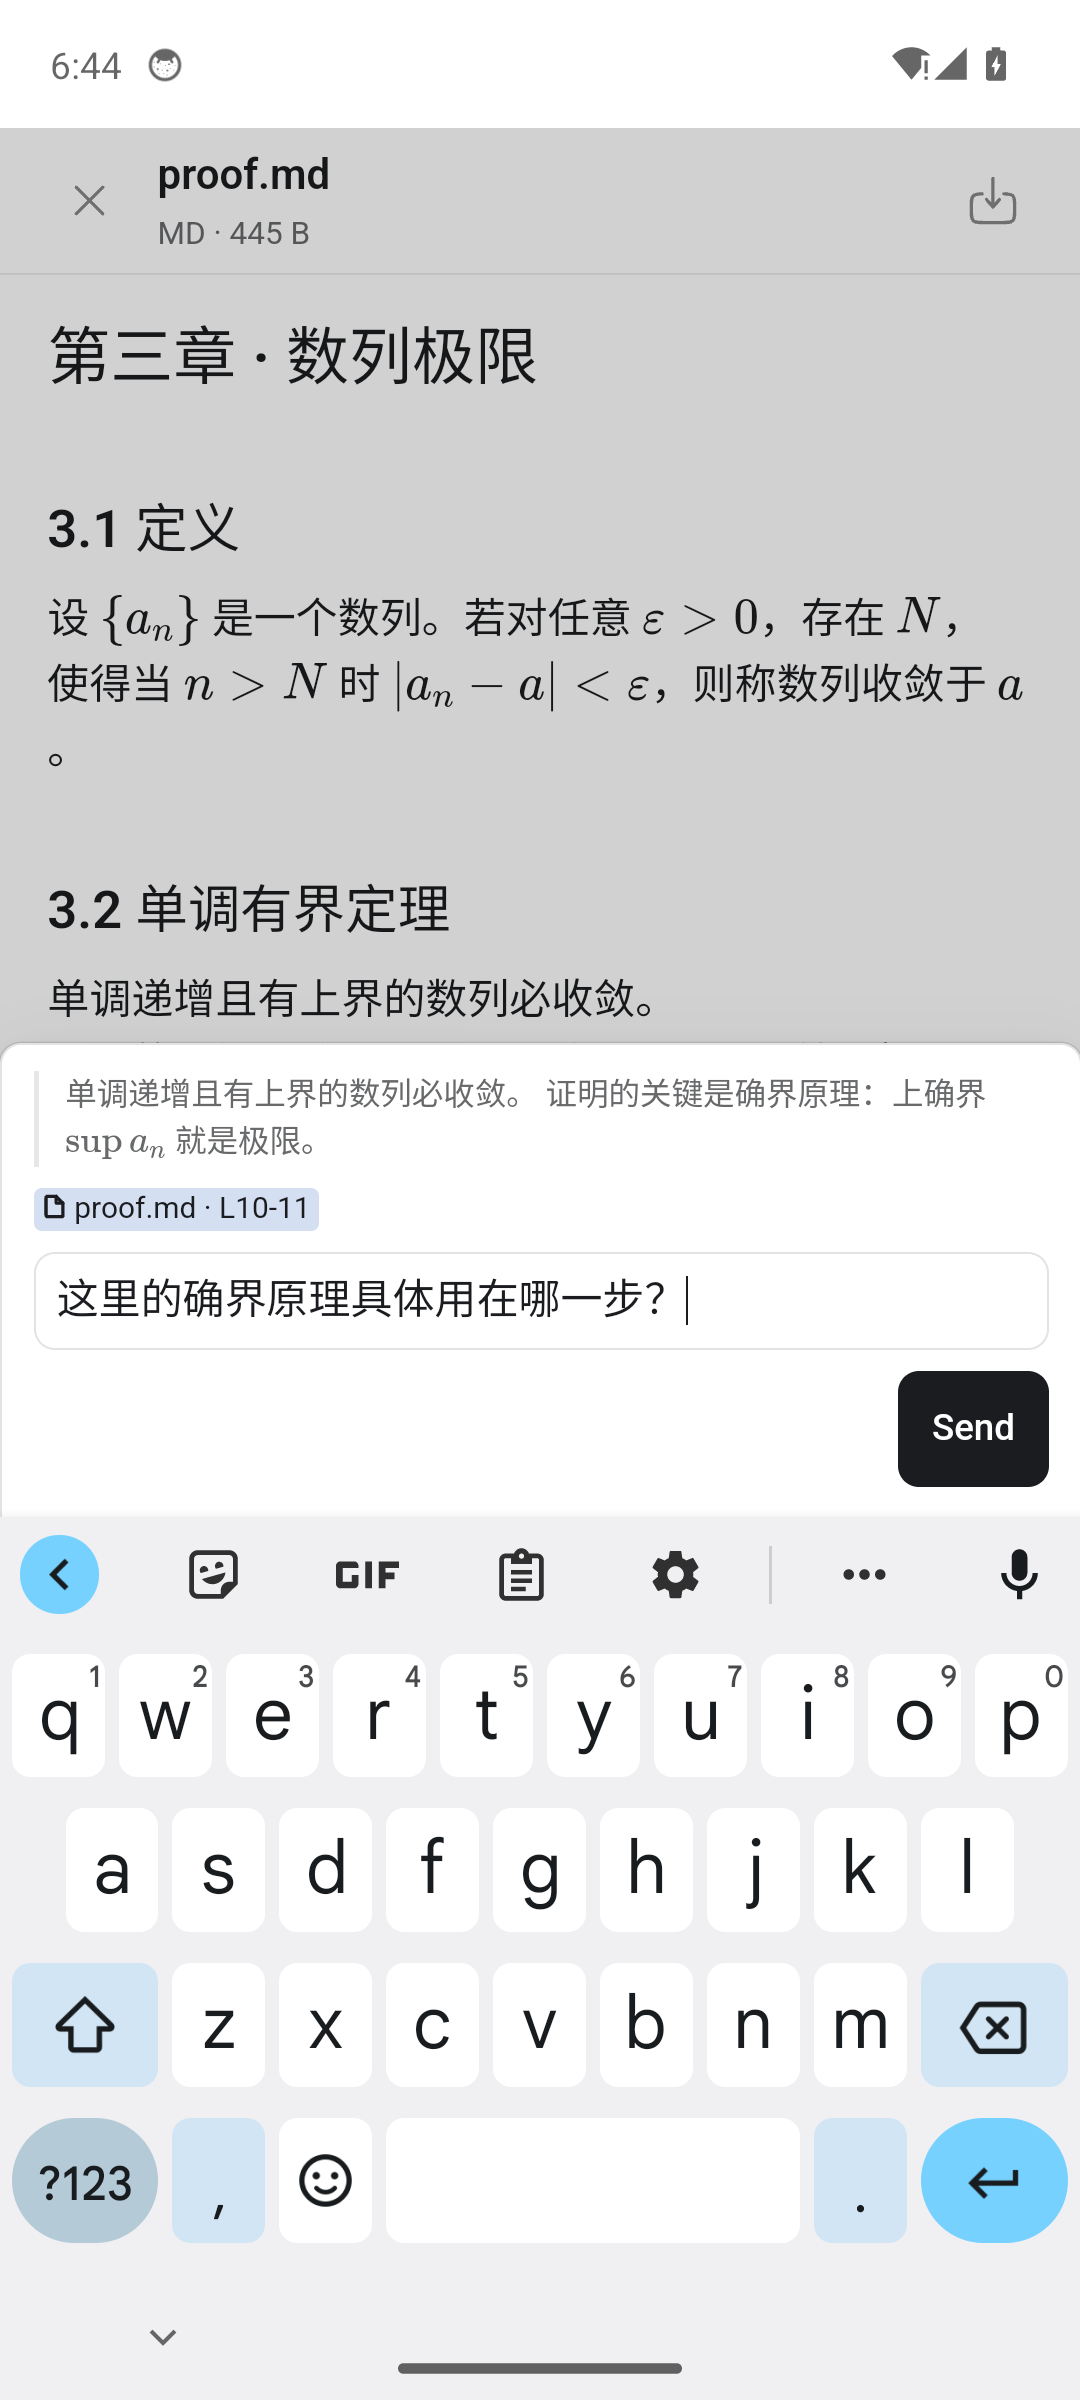 6:44
proof.md
MD · 445 B
第三章 · 数列极限
3.1 定义
设 {aₙ} 是一个数列。若对任意 ε > 0，存在 N，
使得当 n > N 时 |aₙ − a| < ε，则称数列收敛于 a
。
3.2 单调有界定理
单调递增且有上界的数列必收敛。
单调递增且有上界的数列必收敛。 证明的关键是确界原理：上确界
sup aₙ 就是极限。
proof.md · L10-11
这里的确界原理具体用在哪一步？
Send
GIF
q 1 w 2 e 3 r 4 t 5 y 6 u 7 i 8 o 9 p 0
a s d f g h j k l
z x c v b n m
?123 , .